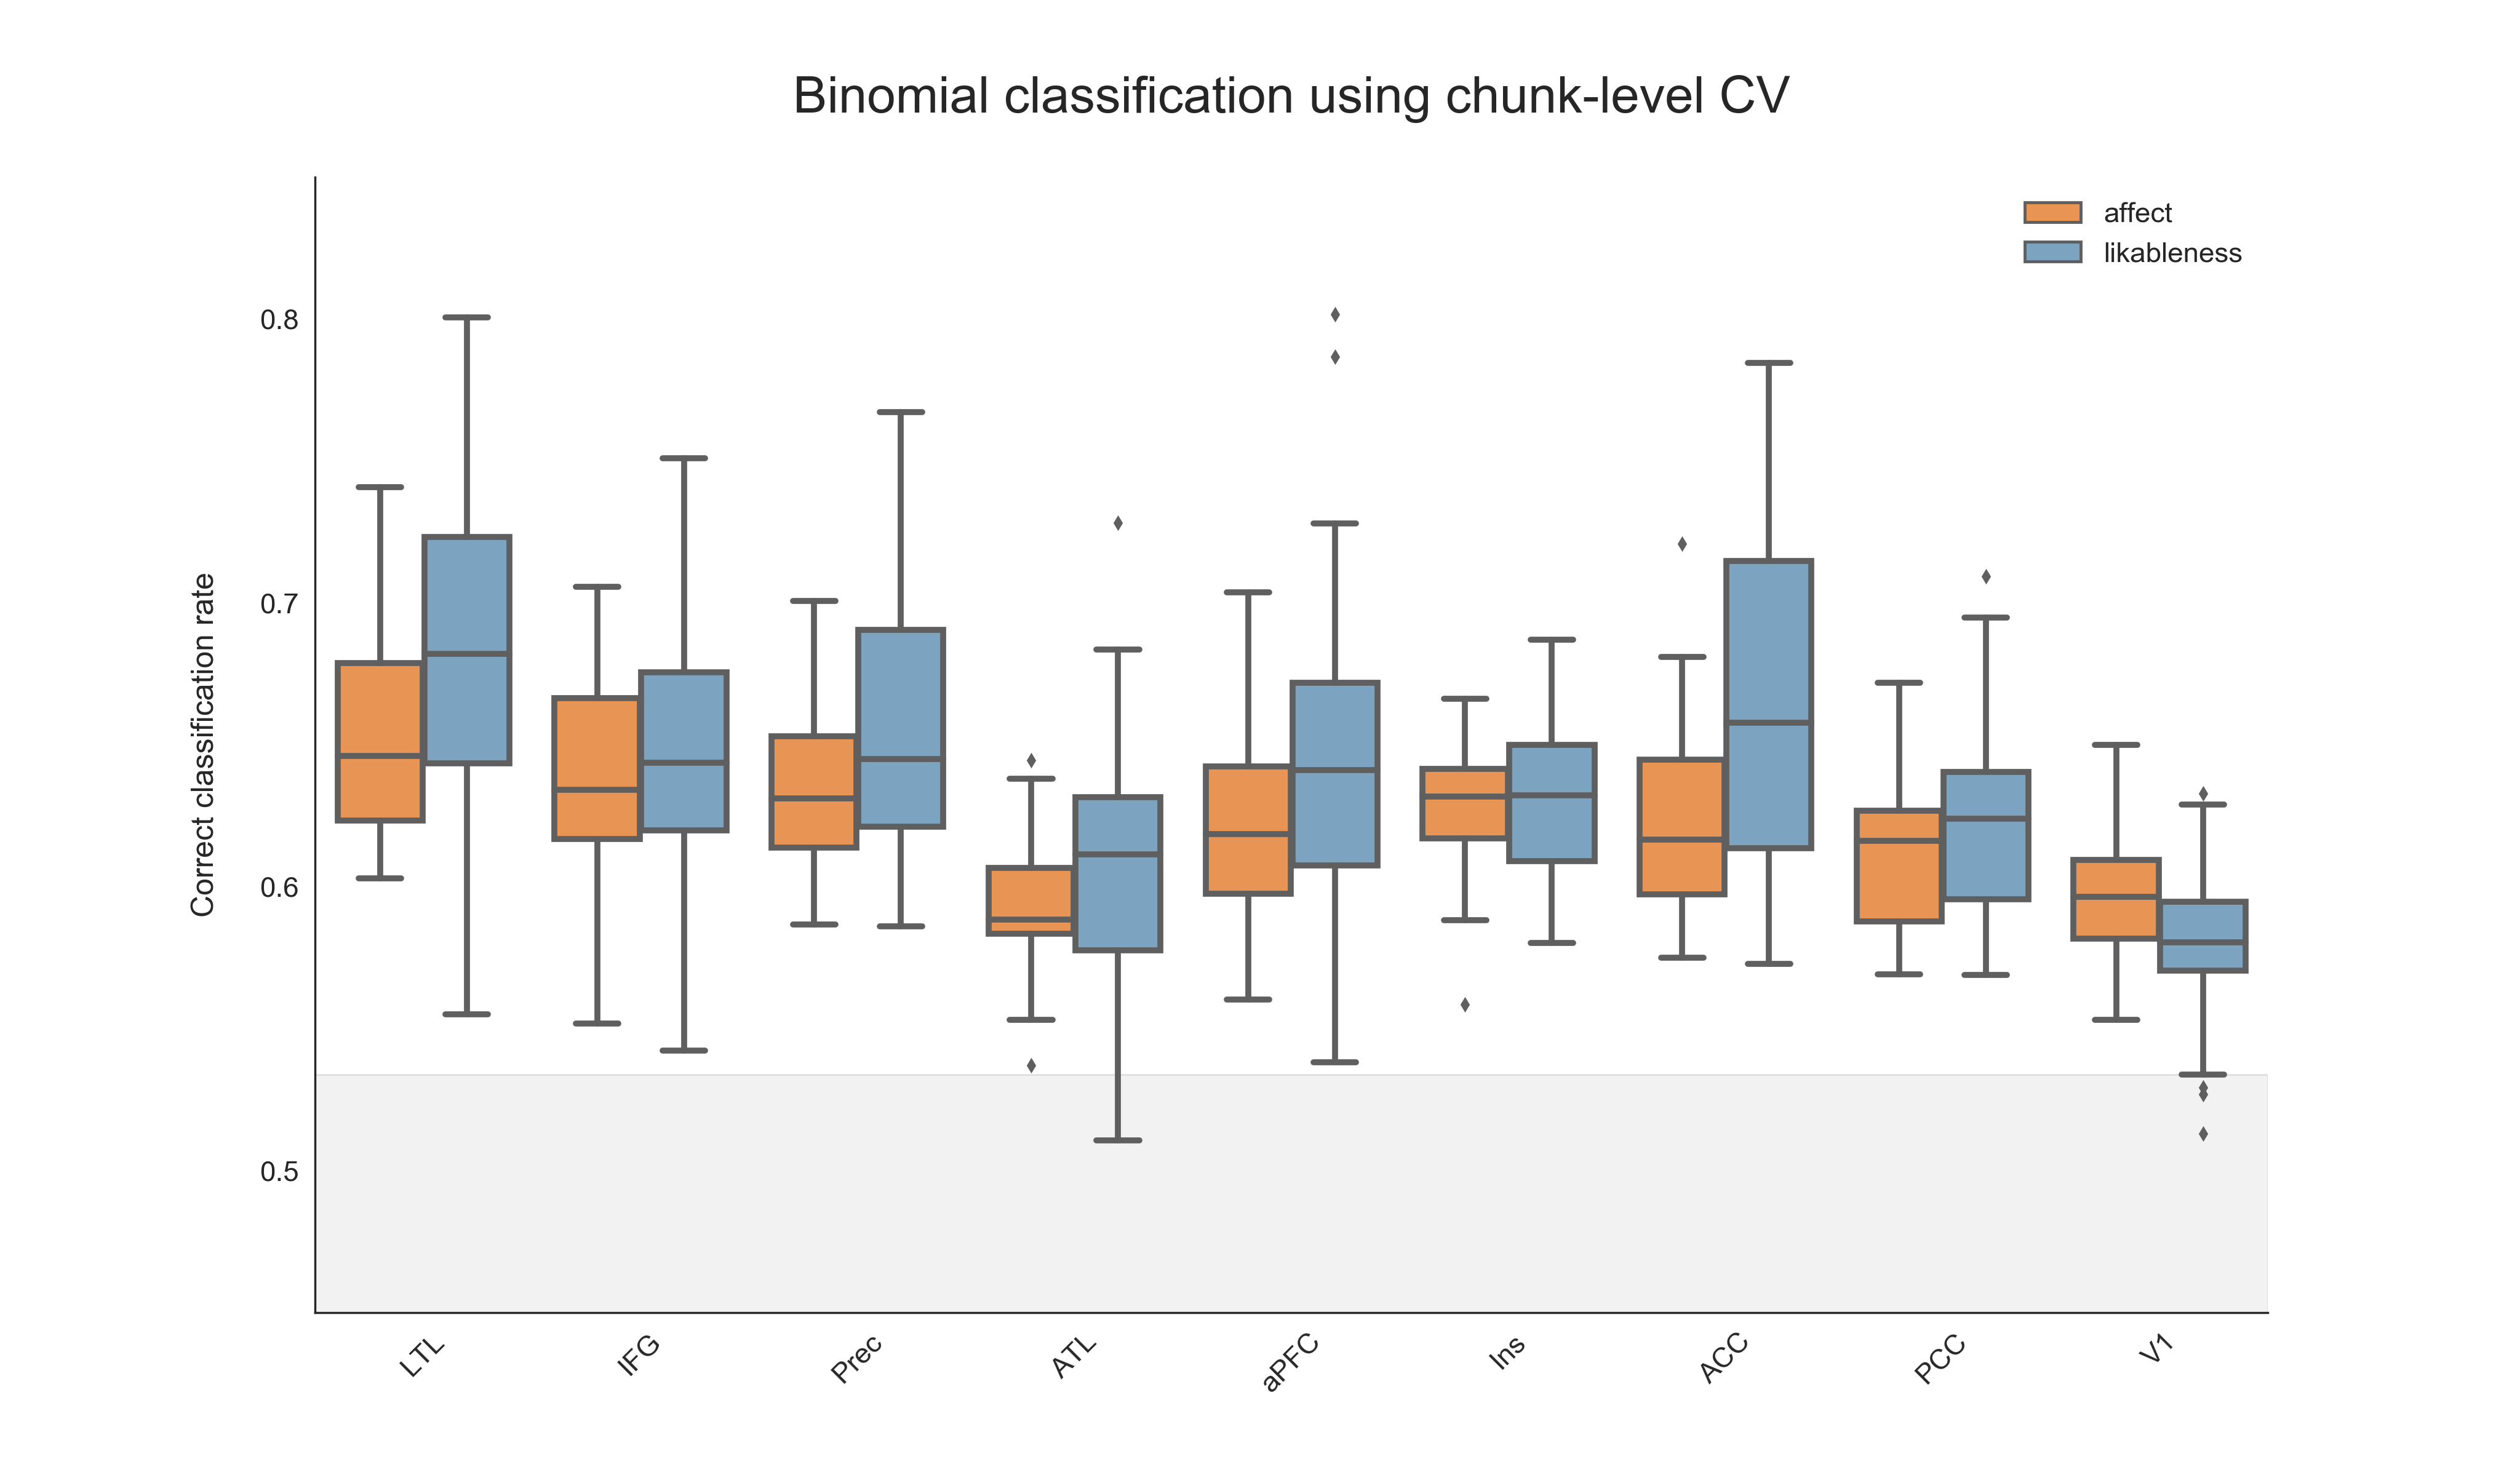 Binomial classification using chunk-level CV
affect
likableness
Correct classification rate
0.8
0.7
0.6
0.5
LTL
IFG
Prec
ATL
aPFC
Ins
ACC
PCC
V1